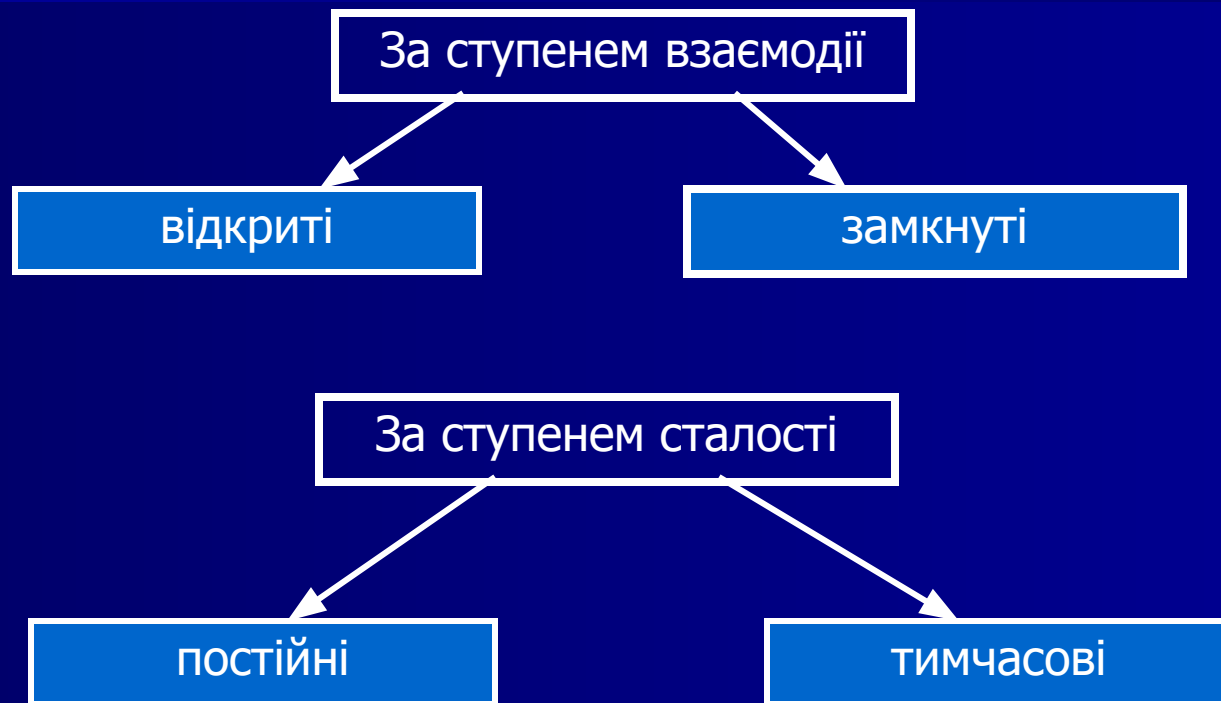 За ступенем взаємодії
відкриті
замкнуті
За ступенем сталості
постійні
тимчасові